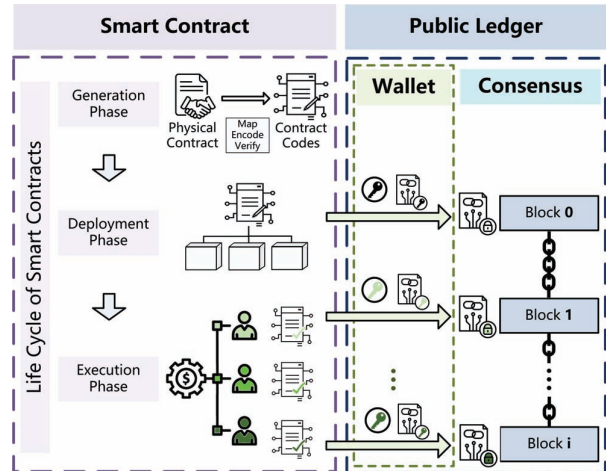 Smart Contract
Public Ledger
Life Cycle of Smart Contracts
Generation
Phase
Physical
Contract
Map
Encode
Verify
Contract
Codes
Deployment
Phase
Execution
Phase
$
Wallet
Consensus
Block 0
Block 1
Block i